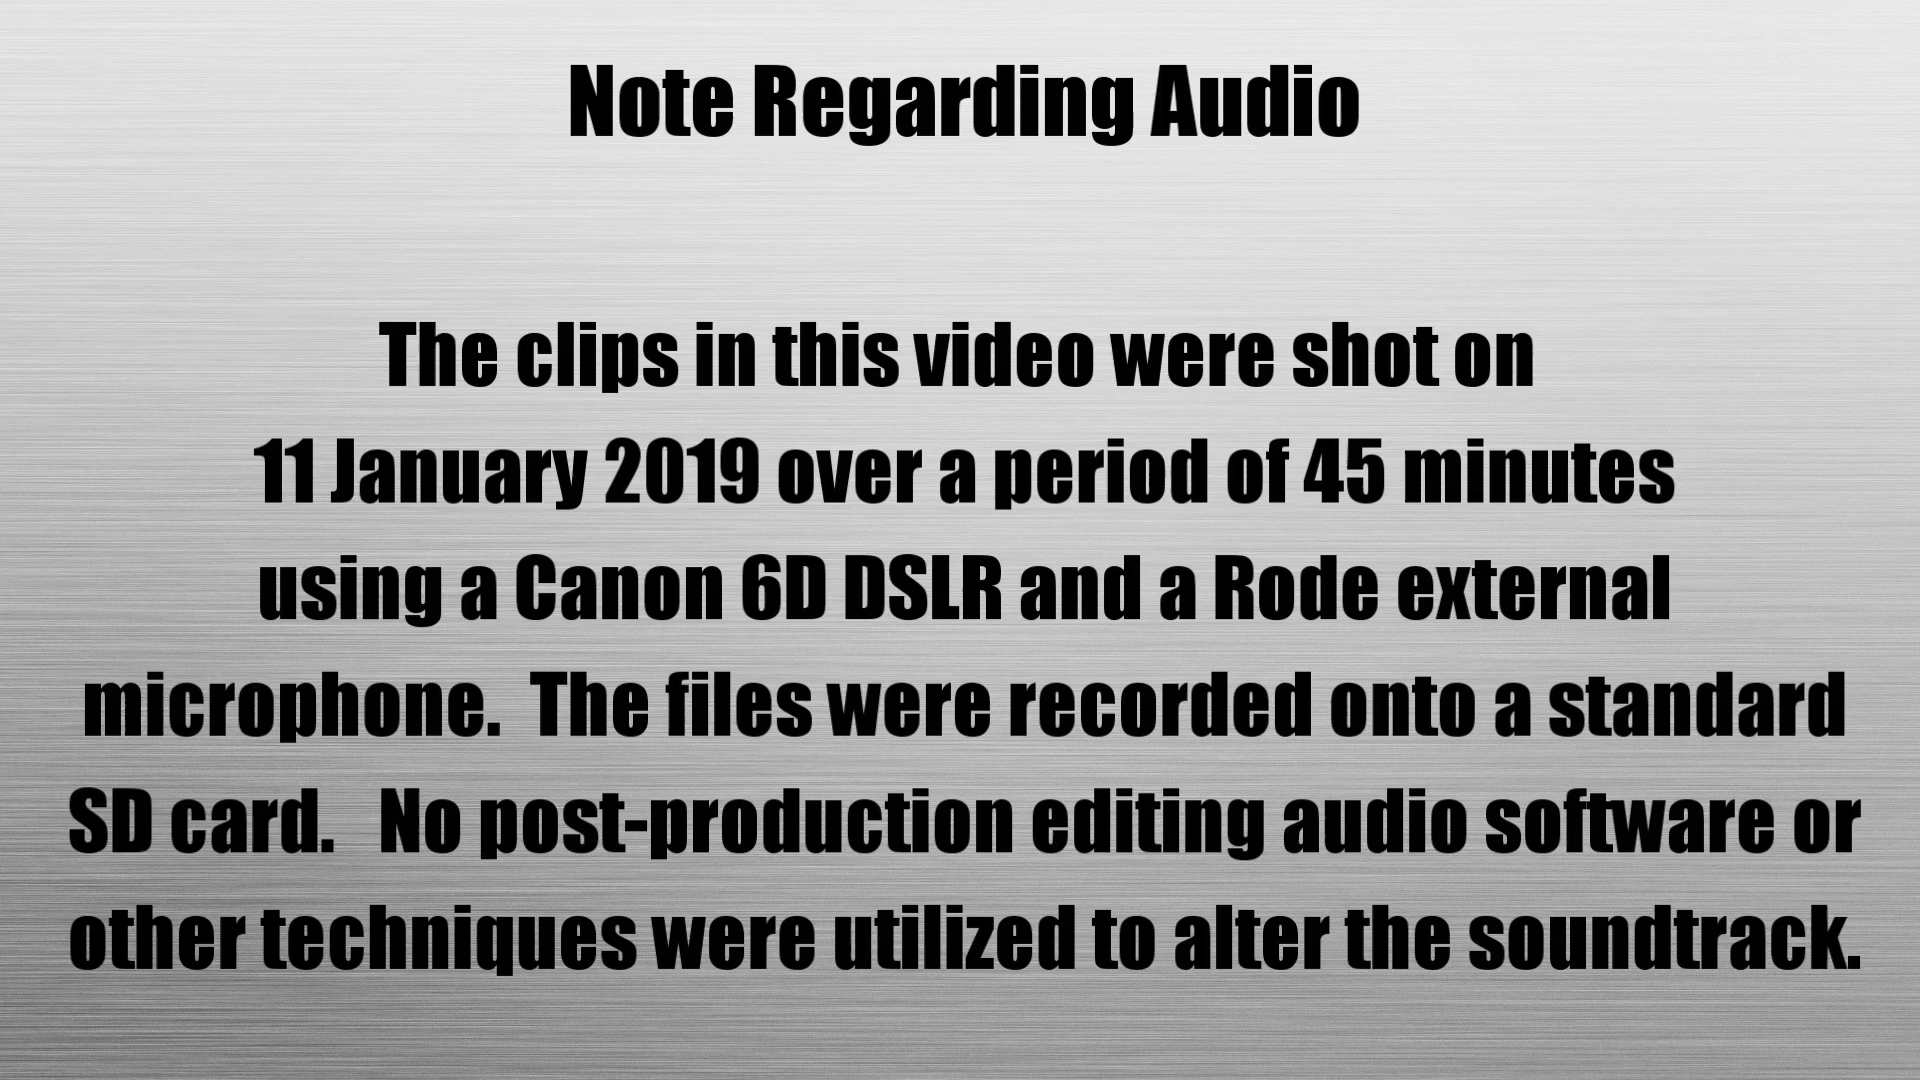 Note Regarding Audio
The clips in this video were shot on
11 January 2019 over a period of 45 minutes
using a Canon 6D DSLR and a Rode external
microphone.  The files were recorded onto a standard
SD card.   No post-production editing audio software or
other techniques were utilized to alter the soundtrack.